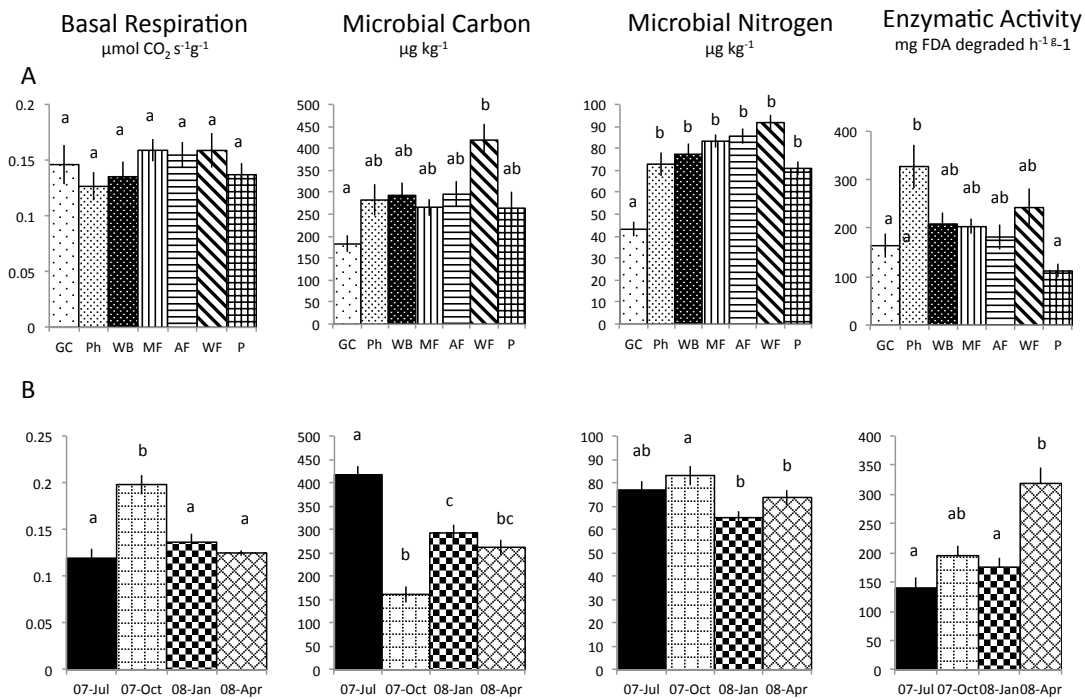 Basal Respiration
µmol CO2 s-1g-1
Microbial Carbon
µg kg-1
Microbial Nitrogen
µg kg-1
Enzymatic Activity
mg FDA degraded h-1 g-1
A
0.2
0.15
0.1
0.05
0
a a a a a a a
GC Ph WB MF AF WF P
500
450
400
350
300
250
200
150
100
50
0
a ab ab ab ab b ab
GC Ph WB MF AF WF P
100
90
80
70
60
50
40
30
20
10
0
a b b b b b b
GC Ph WB MF AF WF P
400
300
200
100
0
a a b ab ab ab ab a
GC Ph WB MF AF WF P
B
0.25
0.2
0.15
0.1
0.05
0
a b a a
07-Jul 07-Oct 08-Jan 08-Apr
500
450
400
350
300
250
200
150
100
50
0
a b c bc
07-Jul 07-Oct 08-Jan 08-Apr
100
90
80
70
60
50
40
30
20
10
0
ab a b b
07-Jul 07-Oct 08-Jan 08-Apr
400
350
300
250
200
150
100
50
0
a ab a b
07-Jul 07-Oct 08-Jan 08-Apr